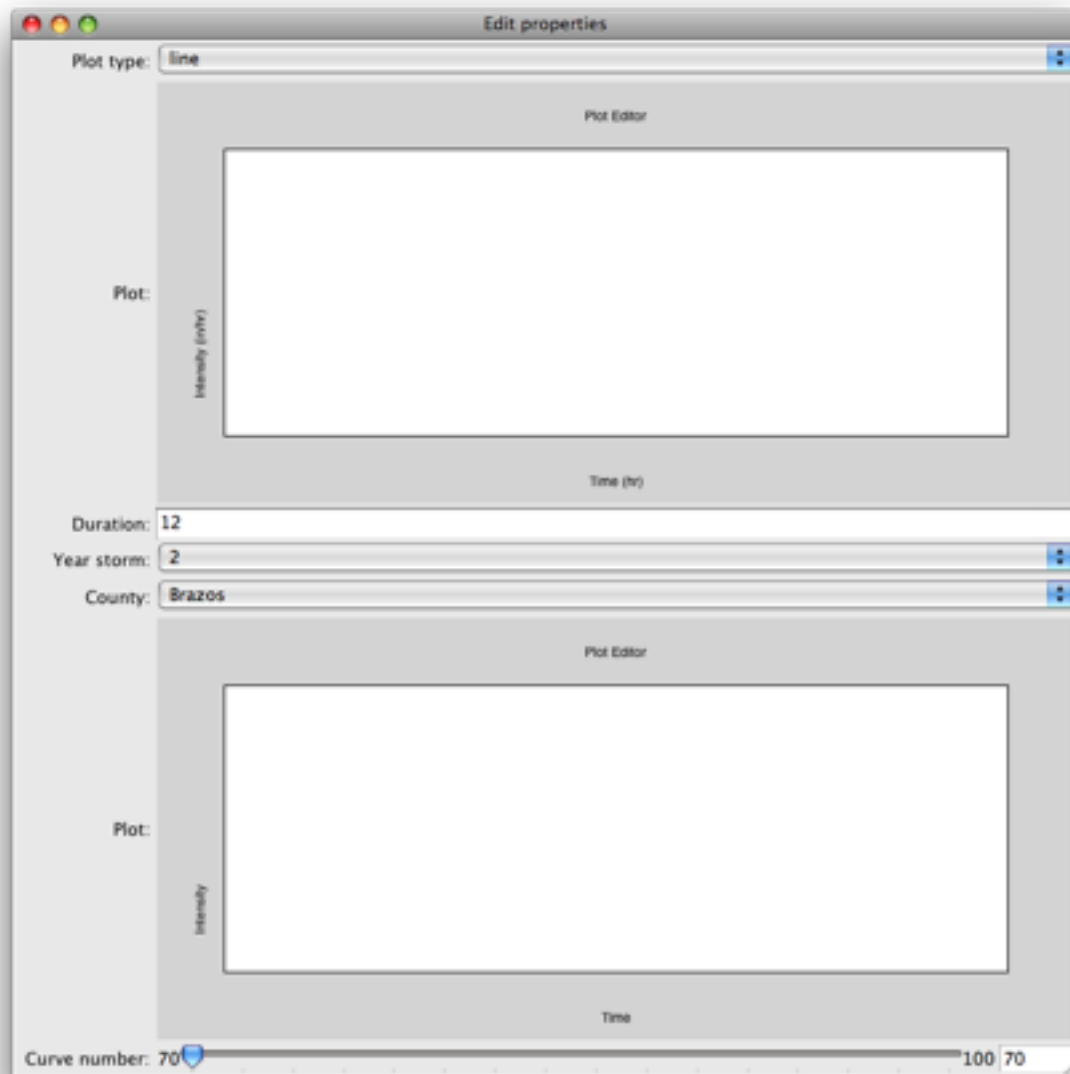 Edit properties
Plot type: line
Plot Editor
Plot:
Intensity (in/hr)
Time (hr)
Duration: 12
Year storm: 2
County: Brazos
Plot Editor
Plot:
Intensity
Time
Curve number: 70 100 70